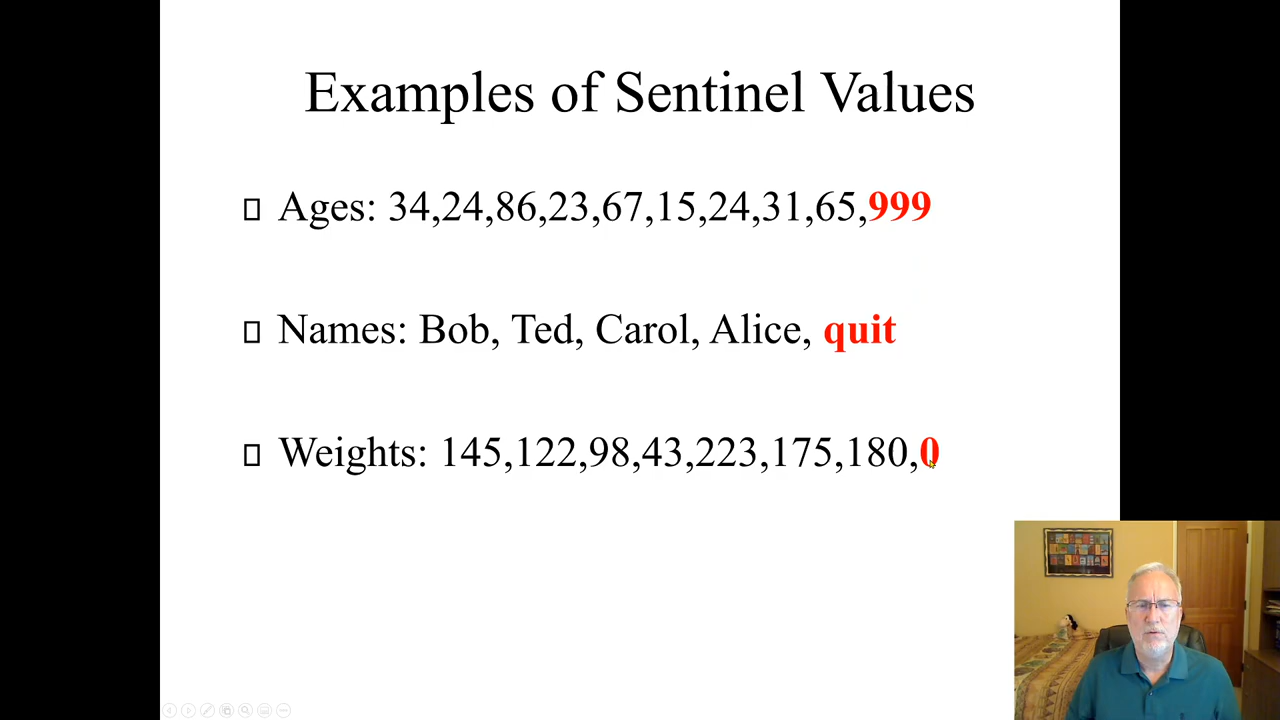 Examples of Sentinel Values
Ages: 34,24,86,23,67,15,24,31,65,999
Names: Bob, Ted, Carol, Alice, quit
Weights: 145,122,98,43,223,175,180,0